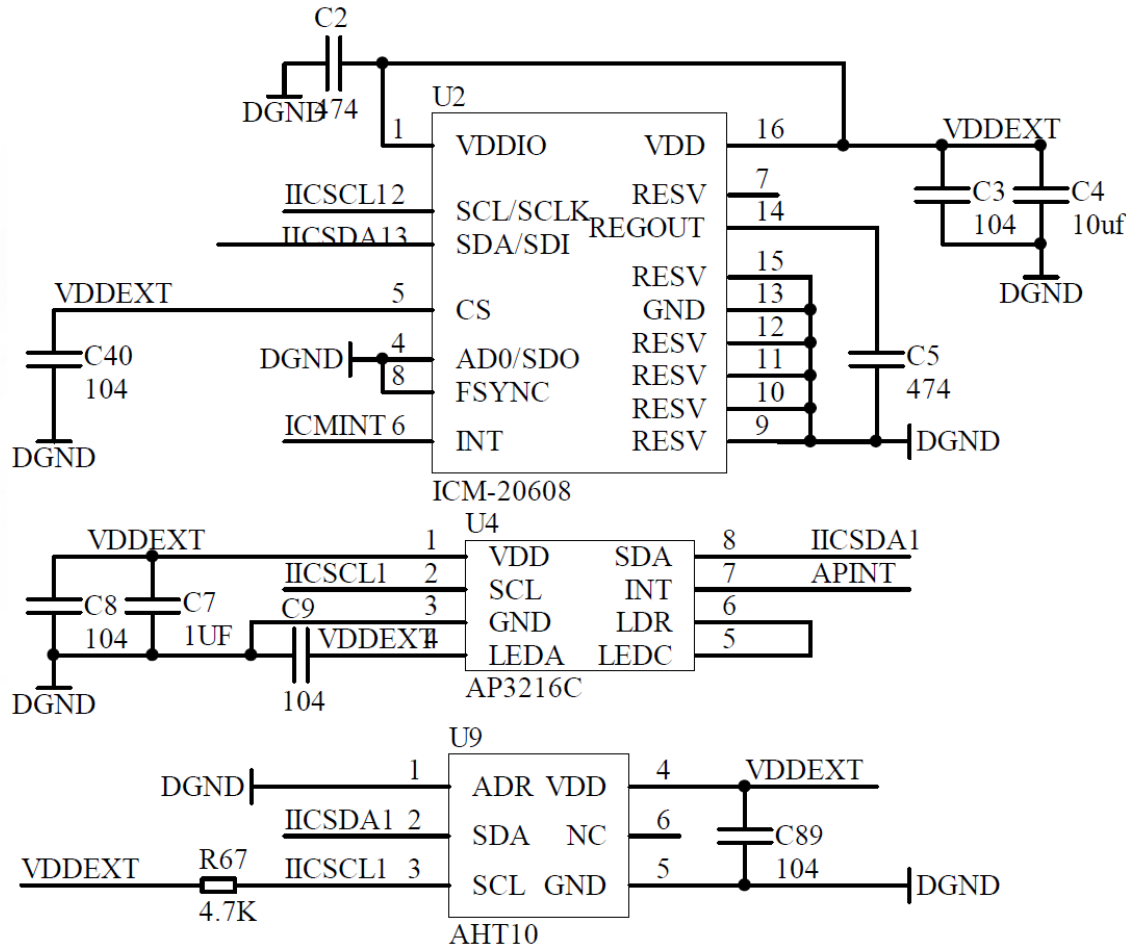 C2
DGND 474
U2
1 VDDIO VDD 16 VDDEXT
RESV 7
IICSCL1 2 SCL/SCLK
REGOUT 14
C3 104
C4 10uf
IICSDA1 3 SDA/SDI
RESV 15
DGND
VDDEXT 5 CS GND 13
RESV 12
C40 104
DGND 4 AD0/SDO
RESV 11
C5 474
8 FSYNC
RESV 10
ICMINT 6 INT RESV 9 DGND
DGND
ICM-20608
U4
VDDEXT 1 VDD SDA 8 IICSDA1
IICSCL1 2 SCL INT 7 APINT
C8 104
C7 1UF
C9 104
3 GND LDR 6
VDDEXT 4 LEDA LEDC 5
DGND
AP3216C
U9
DGND 1 ADR VDD 4 VDDEXT
IICSDA1 2 SDA NC 6
C89 104
VDDEXT R67 4.7K IICSCL1 3 SCL GND 5 DGND
AHT10